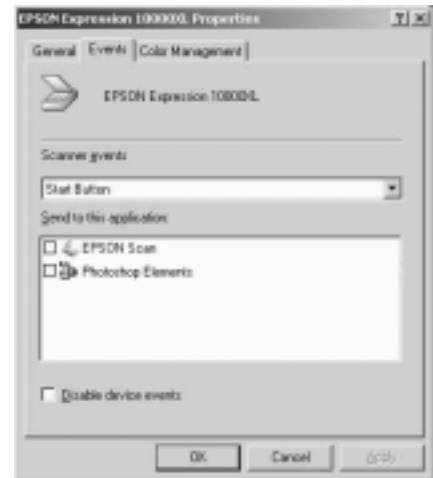 EPSON Expression 10000XL Properties
General Events Color Management
EPSON Expression 10000XL
Scanner events
Start Button
Send to this application:
EPSON Scan
Photoshop Elements
Disable device events
OK Cancel Apply